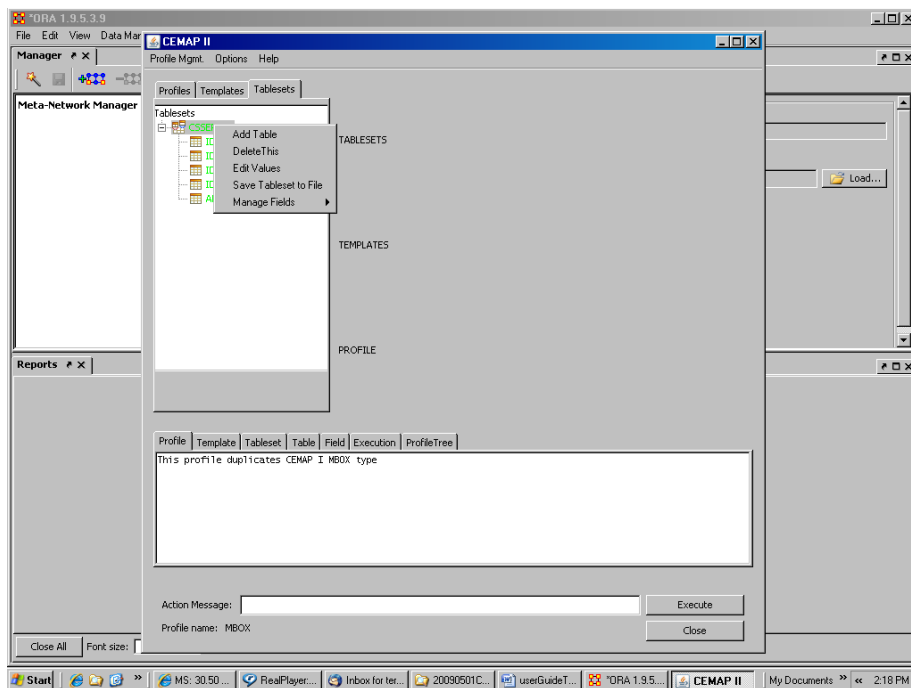 *ORA 1.9.5.3.9
File Edit View Data Mar
CEMAP II
Manager
Profile Mgmt. Options Help
Profiles Templates Tablesets
Meta-Network Manager
Tablesets
Add Table
DeleteThis
Edit Values
Save Tableset to File
Manage Fields
TABLESETS
Load...
TEMPLATES
PROFILE
Reports
Profile Template Tableset Table Field Execution ProfileTree
This profile duplicates CEMAP I MBOX type
Action Message:
Execute
Profile name: MBOX
Close
Close All Font size:
Start » MS: 30.50 ... RealPlayer:... Inbox for ter... 20090501C... userGuideT... *ORA 1.9.5.... CEMAP II My Documents » « 2:18 PM